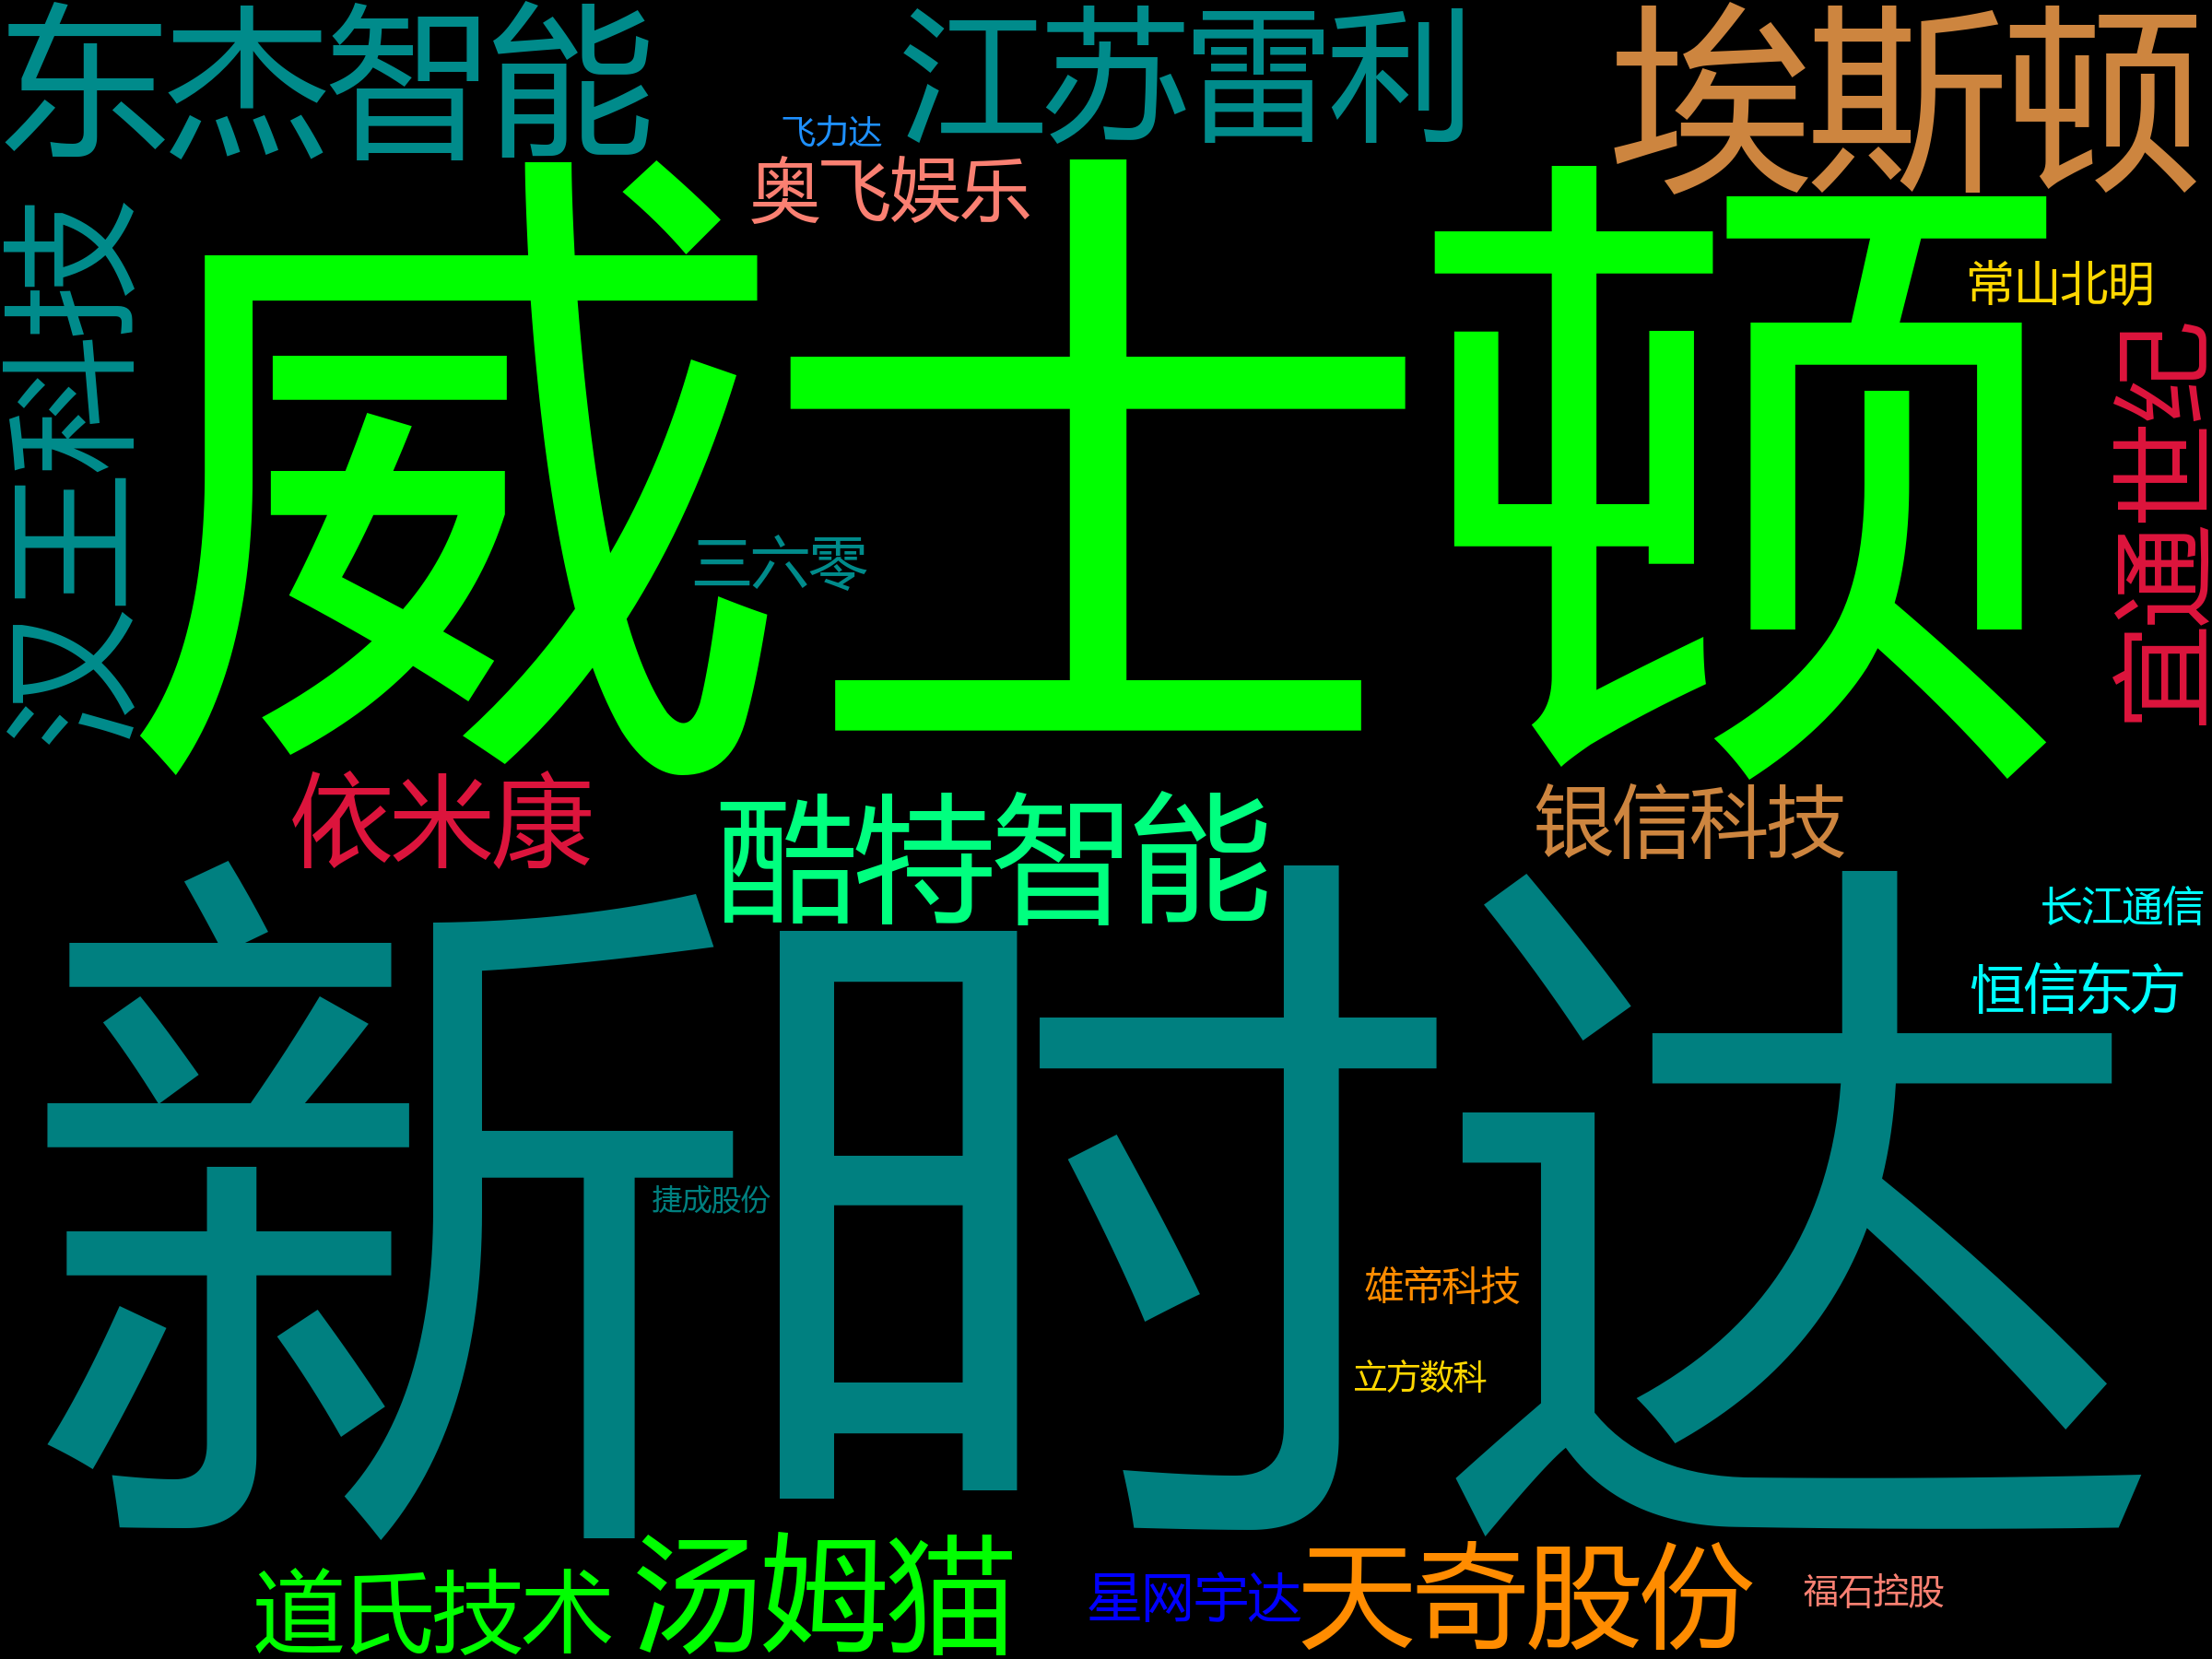 东杰智能
江苏雷利
埃斯顿
飞力达
奥飞娱乐
汉王科技
威士顿
常山北明
宜通世纪
三六零
依米康
酷特智能
银信科技
长江通信
恒信东方
新时达
捷成股份
雄帝科技
立方数科
道氏技术
汤姆猫
星网宇达
天奇股份
福石控股